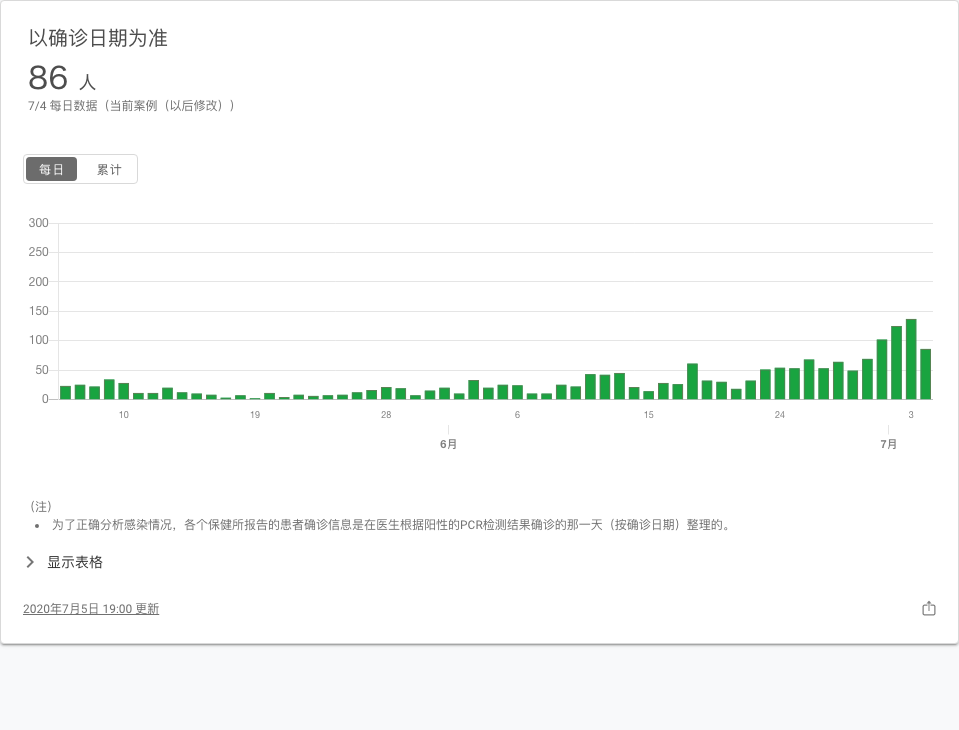 以确诊日期为准
86 人
7/4 每日数据（当前案例（以后修改））
每日 累计
300
250
200
150
100
50
0
10 19 28 6 15 24 3
6月 7月
（注）
• 为了正确分析感染情况，各个保健所报告的患者确诊信息是在医生根据阳性的PCR检测结果确诊的那一天（按确诊日期）整理的。
显示表格
2020年7月5日 19:00 更新